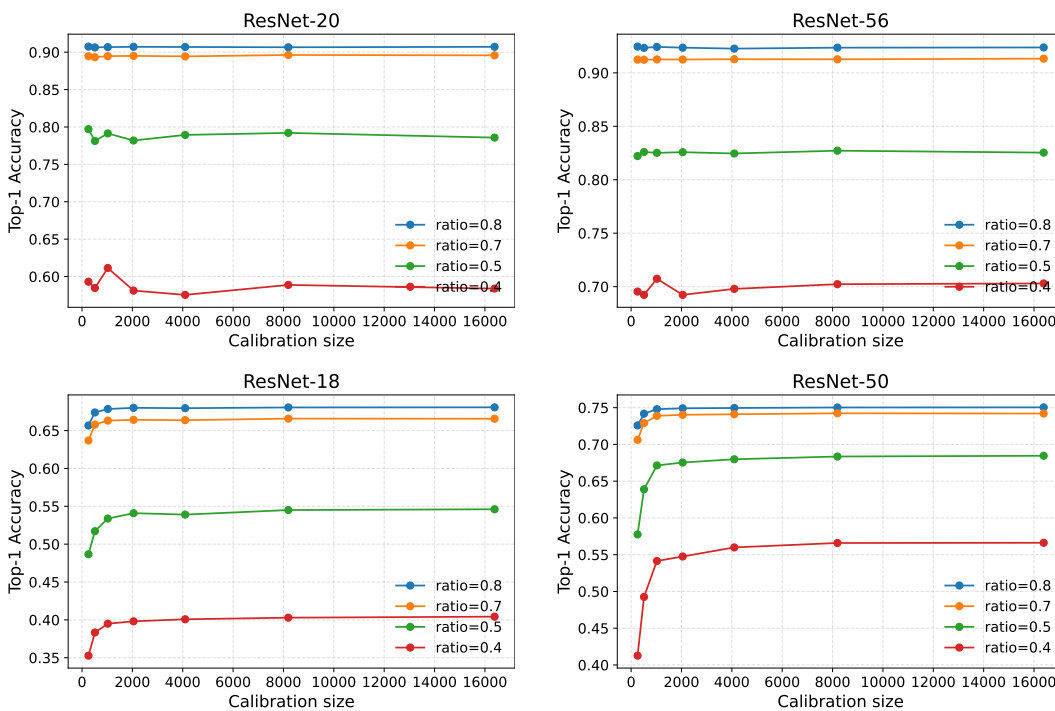 ResNet-20
Top-1 Accuracy
0.90
0.85
0.80
0.75
0.70
0.65
0.60
ratio=0.8
ratio=0.7
ratio=0.5
ratio=0.4
0 2000 4000 6000 8000 10000 12000 14000 16000
Calibration size
ResNet-56
Top-1 Accuracy
0.90
0.85
0.80
0.75
0.70
ratio=0.8
ratio=0.7
ratio=0.5
ratio=0.4
0 2000 4000 6000 8000 10000 12000 14000 16000
Calibration size
ResNet-18
Top-1 Accuracy
0.65
0.60
0.55
0.50
0.45
0.40
0.35
ratio=0.8
ratio=0.7
ratio=0.5
ratio=0.4
0 2000 4000 6000 8000 10000 12000 14000 16000
Calibration size
ResNet-50
Top-1 Accuracy
0.75
0.70
0.65
0.60
0.55
0.50
0.45
0.40
ratio=0.8
ratio=0.7
ratio=0.5
ratio=0.4
0 2000 4000 6000 8000 10000 12000 14000 16000
Calibration size